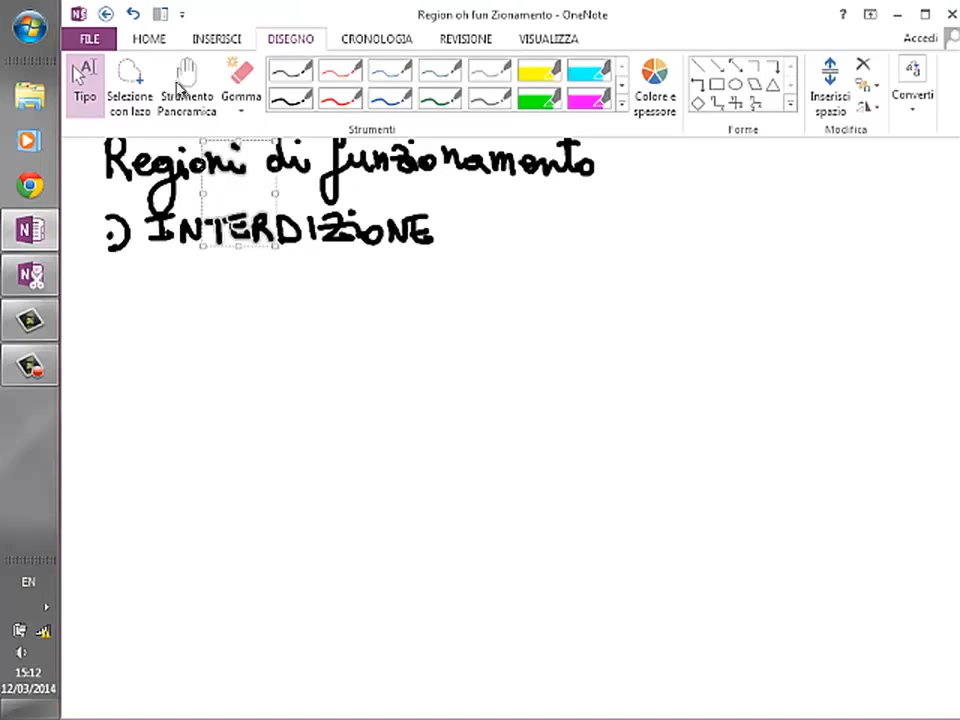 Region oh fun Zionamento - OneNote
?
FILE HOME INSERISCI DISEGNO CRONOLOGIA REVISIONE VISUALIZZA Accedi
Tipo Selezione con lazo Strumento Panoramica Gomma Colore e spessore Inserisci spazio Converti
Strumenti Forme Modifica
Regioni di funzionamento
:) INTERDIZIONE
EN
15:12
12/03/2014